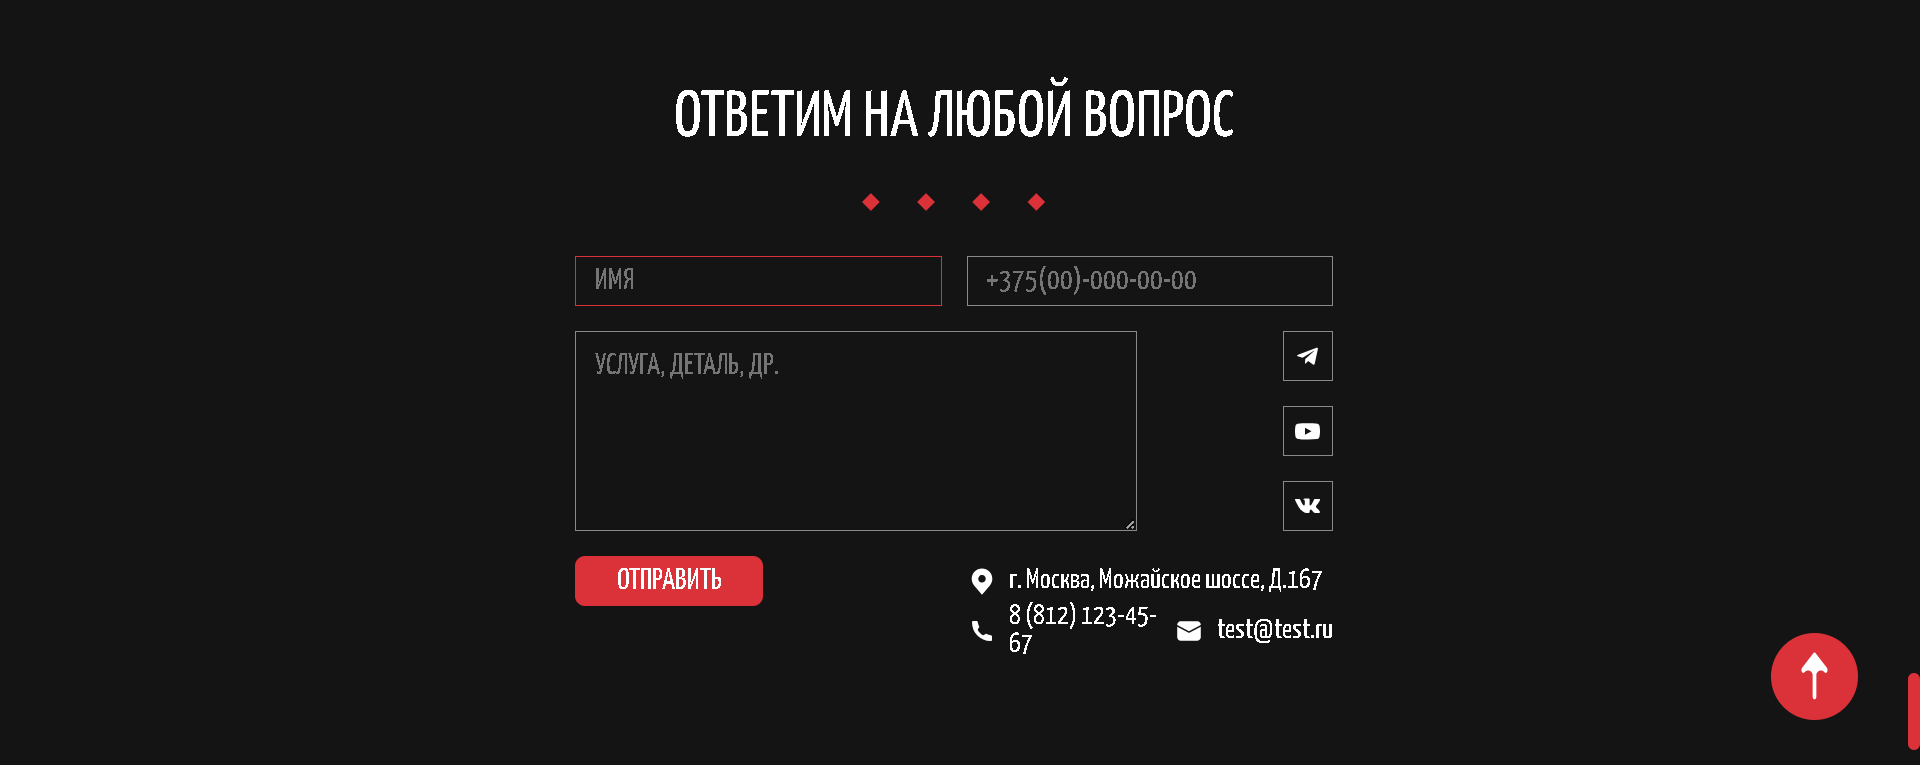 ОТВЕТИМ НА ЛЮБОЙ ВОПРОС
ИМЯ
+375(00)-000-00-00
УСЛУГА, ДЕТАЛЬ, ДР.
ОТПРАВИТЬ
г. Москва, Можайское шоссе, Д.167
8 (812) 123-45-
67
test@test.ru